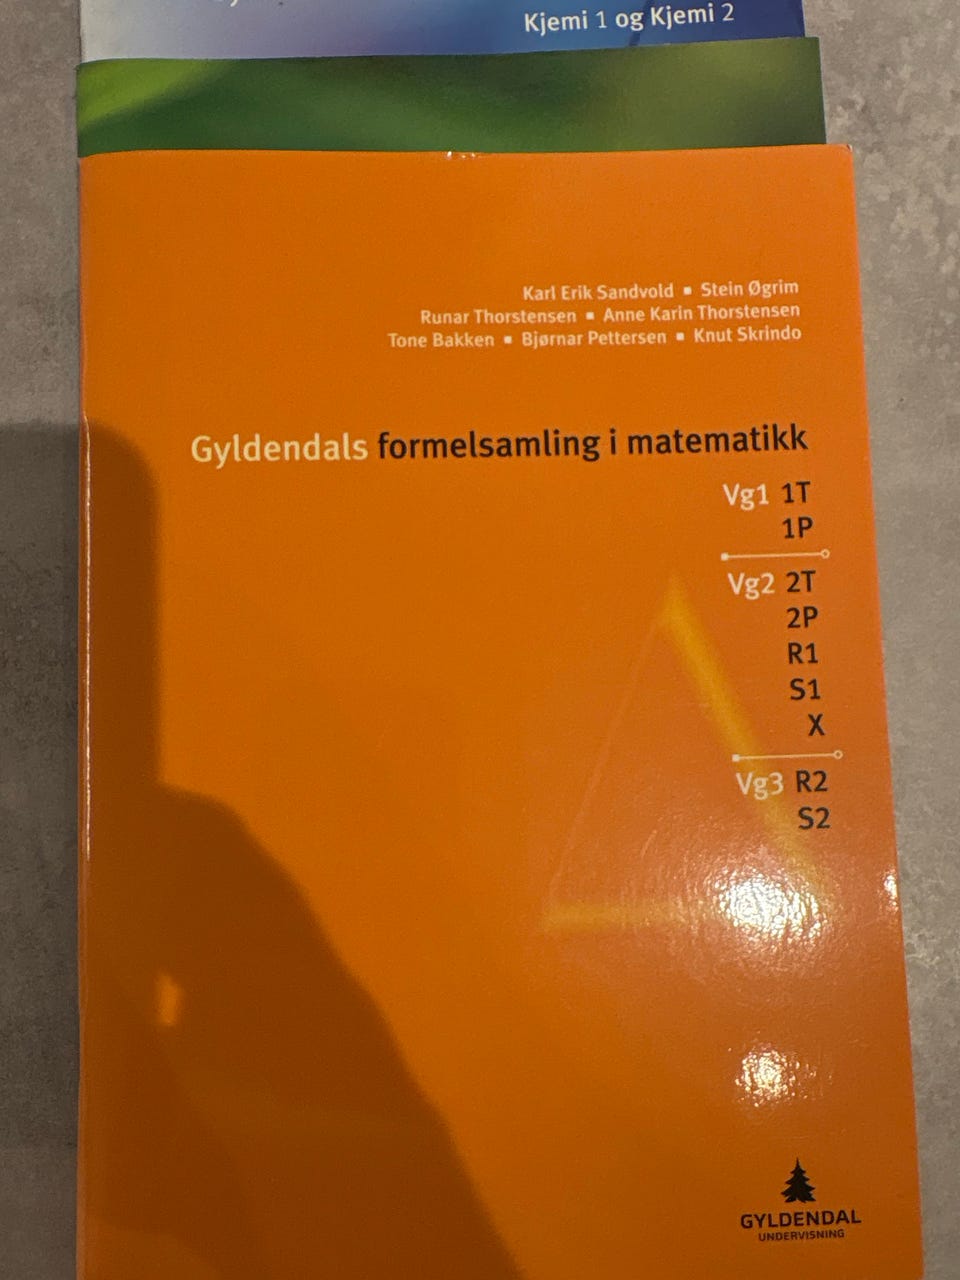 Kjemi 1 og Kjemi 2
Karl Erik Sandvold ▪ Stein Øgrim
Runar Thorstensen ▪ Anne Karin Thorstensen
Tone Bakken ▪ Bjørnar Pettersen ▪ Knut Skrindo
Gyldendals formelsamling i matematikk
Vg1 1T
1P
Vg2 2T
2P
R1
S1
X
Vg3 R2
S2
GYLDENDAL
UNDERVISNING